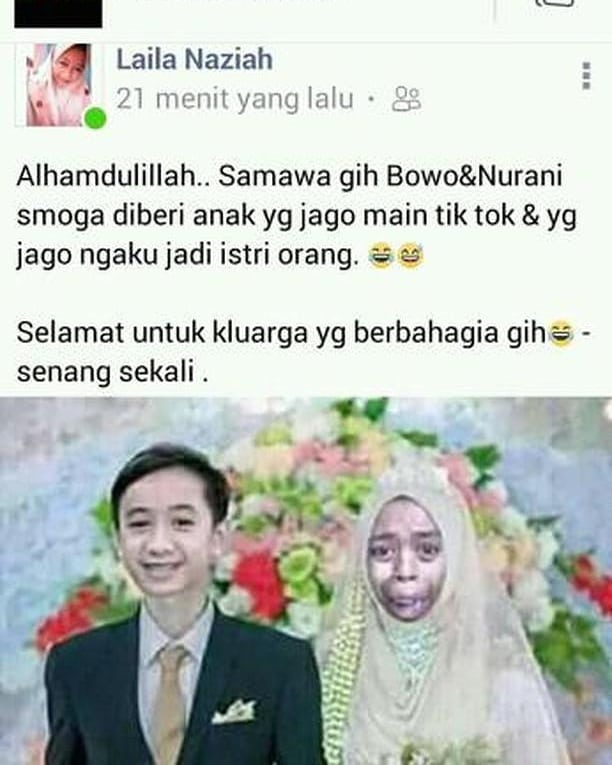 Laila Naziah
21 menit yang lalu ·
Alhamdulillah.. Samawa gih Bowo&Nurani
smoga diberi anak yg jago main tik tok & yg
jago ngaku jadi istri orang. 😂😅
Selamat untuk kluarga yg berbahagia gih😄 -
senang sekali .